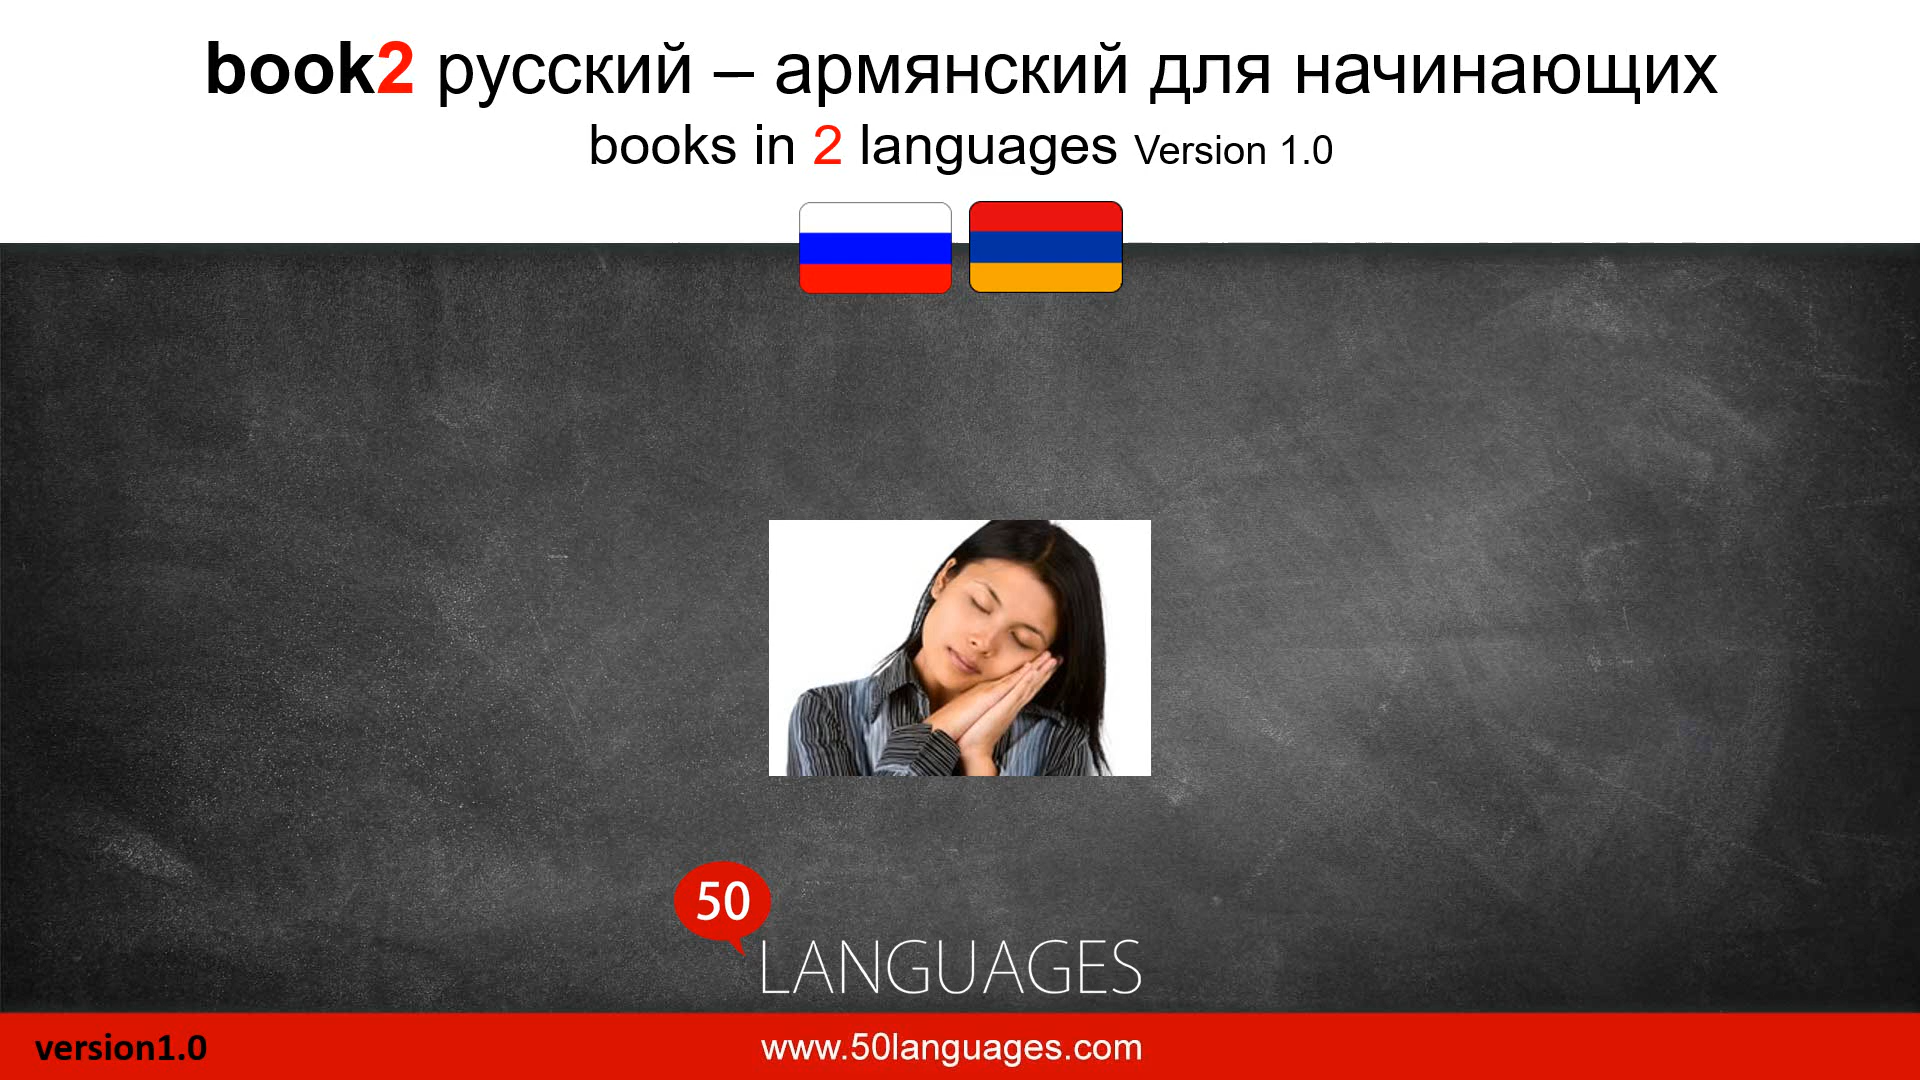 book2 русский – армянский для начинающих
books in 2 languages Version 1.0
50
LANGUAGES
version1.0
www.50languages.com